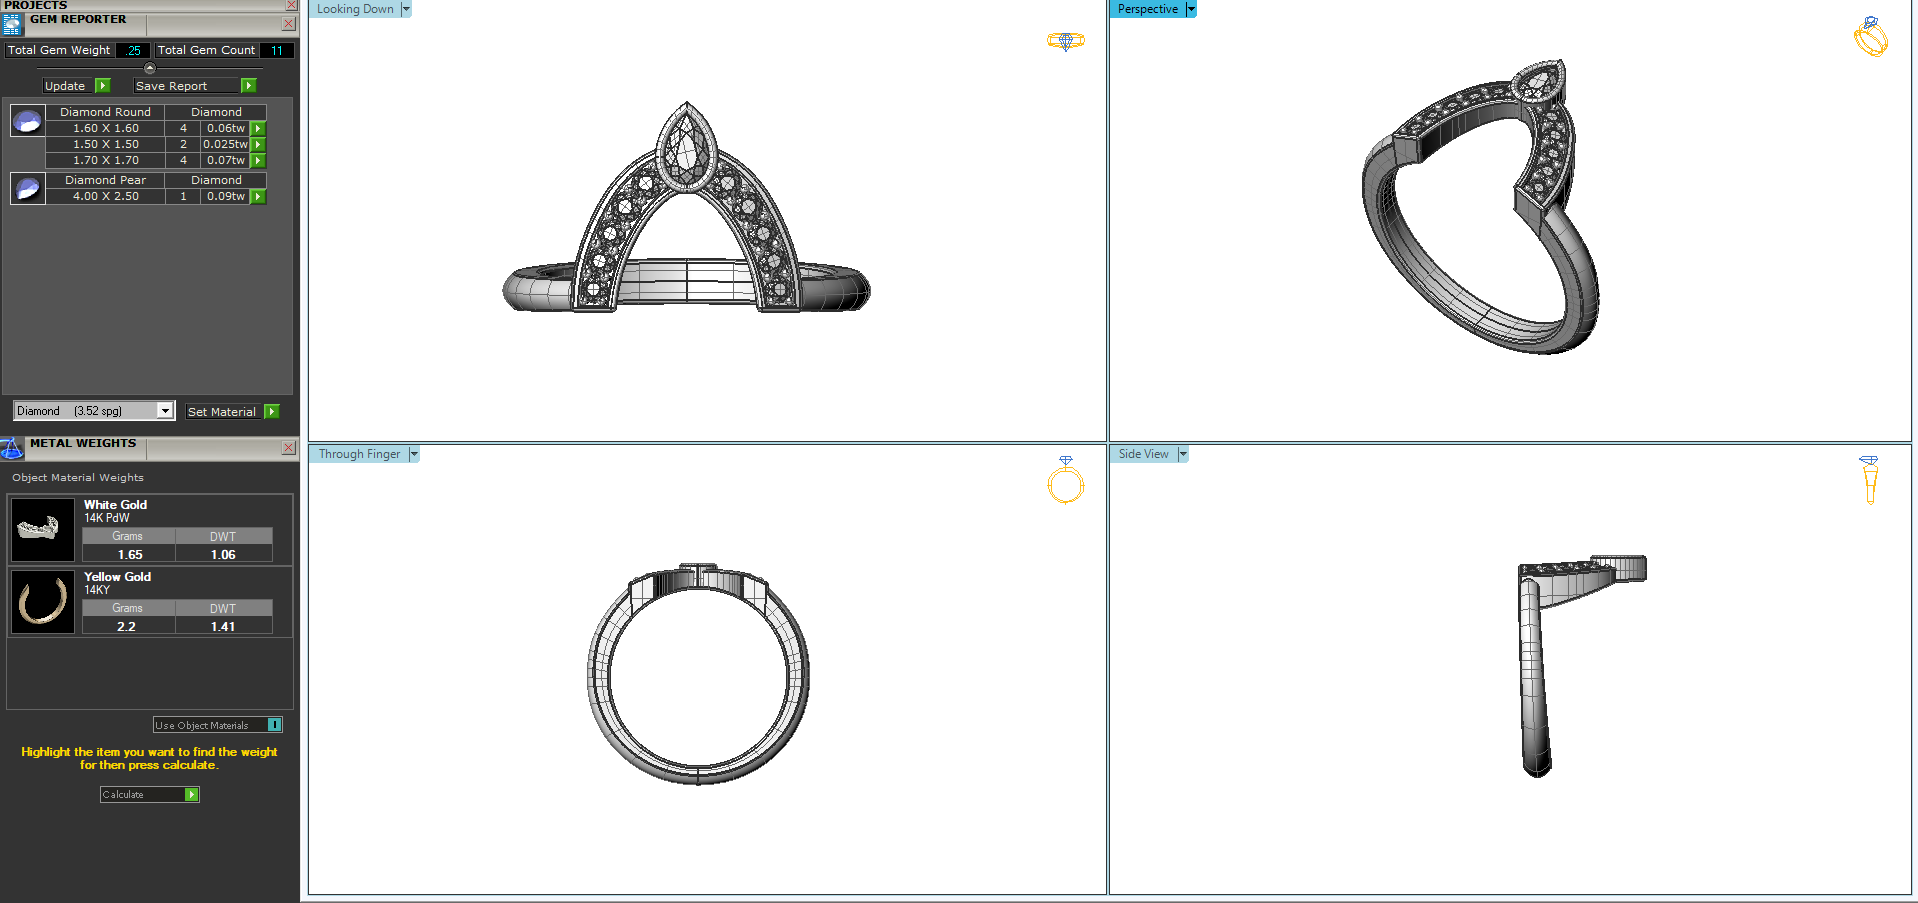 PROJECTS
GEM REPORTER
Total Gem Weight .25 Total Gem Count 11
Update Save Report
Diamond Round Diamond
1.60 X 1.60 4 0.06tw
1.50 X 1.50 2 0.025tw
1.70 X 1.70 4 0.07tw
Diamond Pear Diamond
4.00 X 2.50 1 0.09tw
Diamond (3.52 spg) Set Material
METAL WEIGHTS
Object Material Weights
White Gold
14K PdW
Grams DWT
1.65 1.06
Yellow Gold
14KY
Grams DWT
2.2 1.41
Use Object Materials
Highlight the item you want to find the weight
for then press calculate.
Calculate
Looking Down
Perspective
Through Finger
Side View